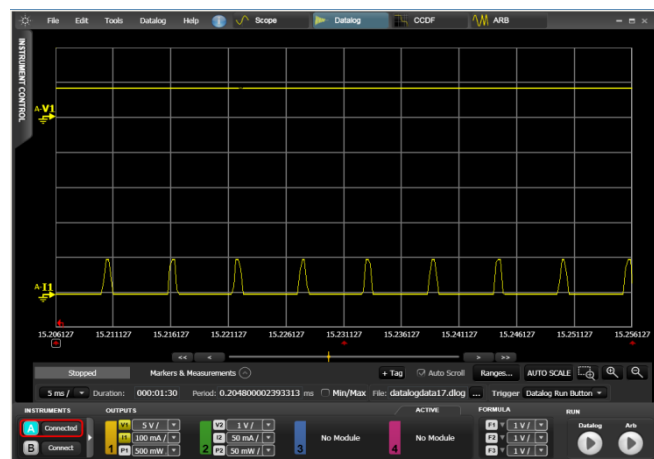 File Edit Tools Datalog Help i Scope Datalog CCDF ARB
INSTRUMENT CONTROL
A-V1
A-I1
15.206127 15.211127 15.216127 15.221127 15.226127 15.231127 15.236127 15.241127 15.246127 15.251127 15.256127
<< < > >>
Stopped Markers & Measurements + Tag Auto Scroll Ranges... AUTO SCALE
5 ms / Duration: 000:01:30 Period: 0.204800002393313 ms Min/Max File: datalogdata17.dlog ... Trigger Datalog Run Button
INSTRUMENTS OUTPUTS ACTIVE FORMULA RUN
A Connected V1 5 V / V2 1 V / F1 1 V / Datalog Arb
I1 100 mA / I2 50 mA / No Module No Module F2 1 V /
B Connect 1 P1 500 mW / 2 P2 50 mW / 3 4 F3 1 V /